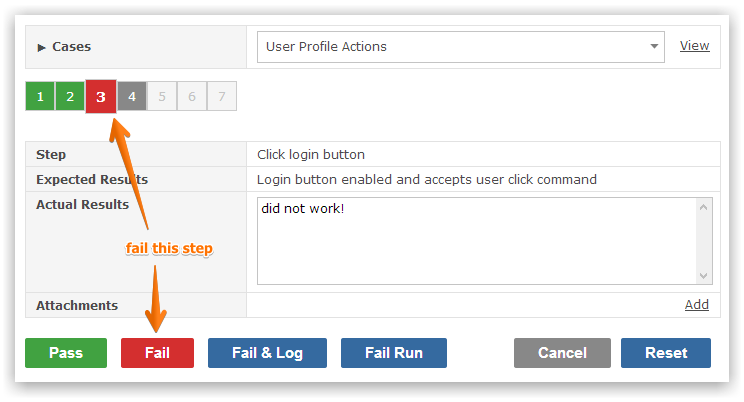 ▶ Cases User Profile Actions View
1 2 3 4 5 6 7
Step Click login button
Expected Results Login button enabled and accepts user click command
Actual Results did not work!
fail this step
Attachments Add
Pass Fail Fail & Log Fail Run Cancel Reset